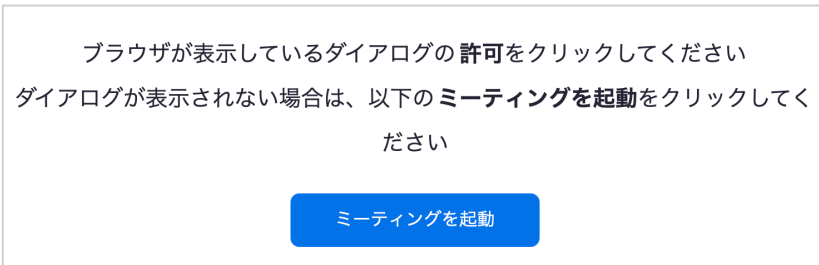 ブラウザが表示しているダイアログの 許可をクリックしてください
ダイアログが表示されない場合は、以下の ミーティングを起動をクリックしてく
ださい
ミーティングを起動